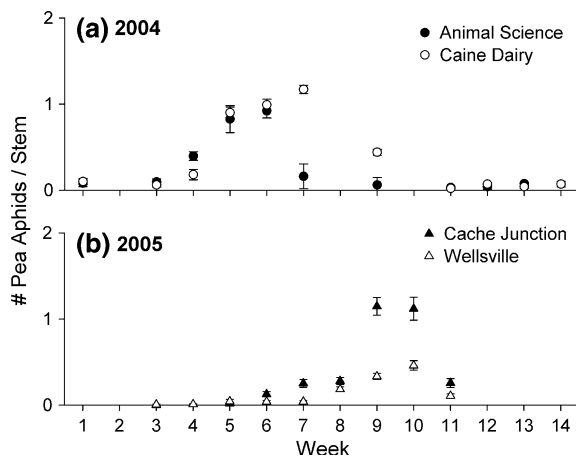 (a) 2004
Animal Science
Caine Dairy
2
1
0
# Pea Aphids / Stem
(b) 2005
Cache Junction
Wellsville
2
1
0
1 2 3 4 5 6 7 8 9 10 11 12 13 14
Week